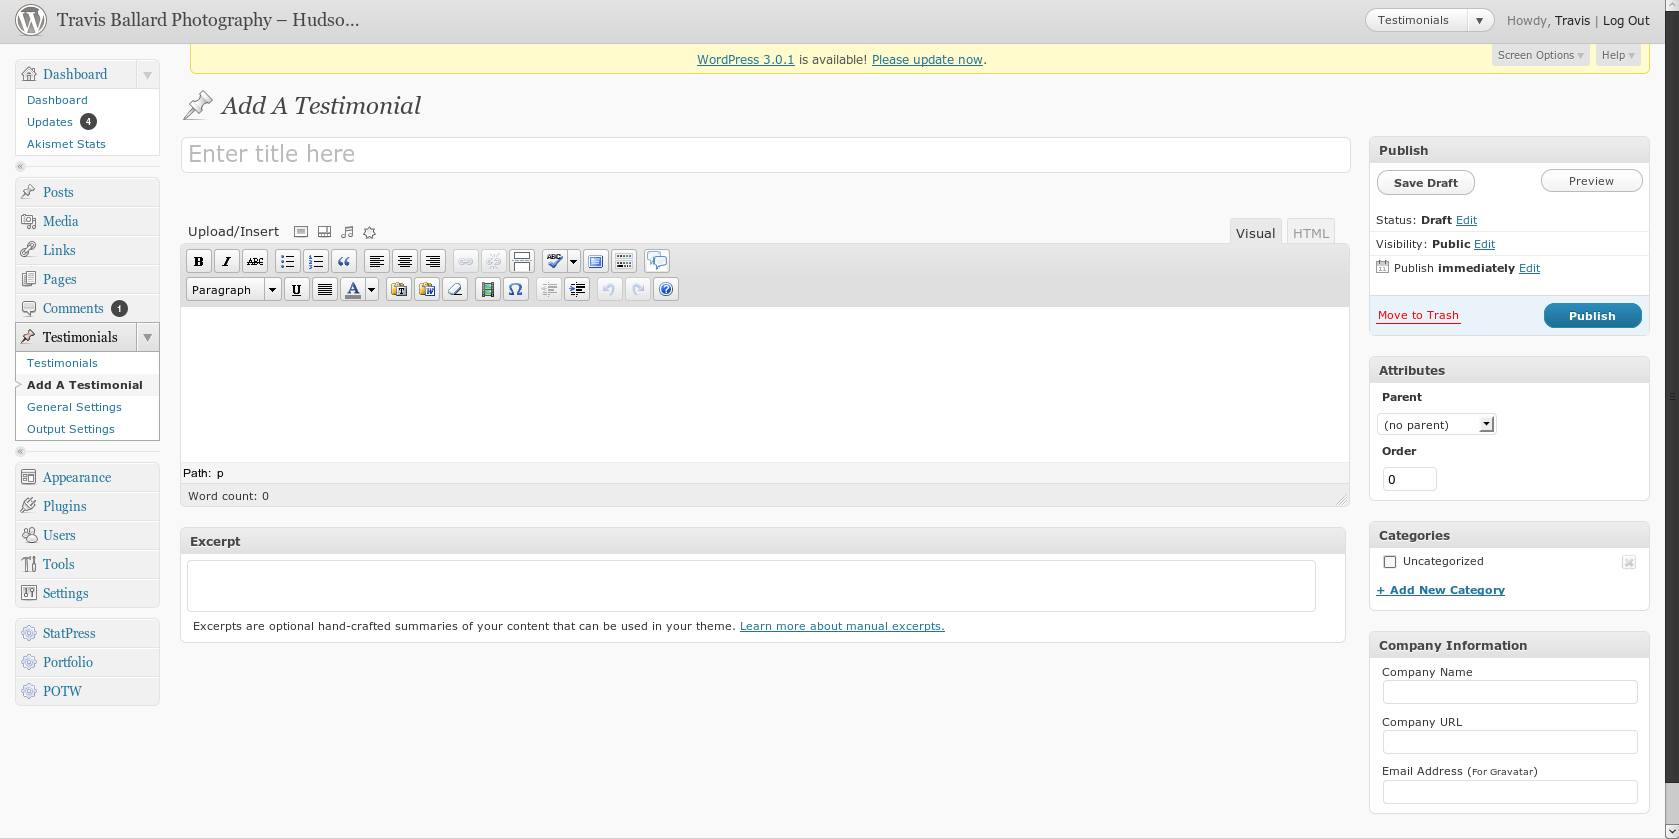 Travis Ballard Photography – Hudso...
Testimonials
Howdy, Travis | Log Out
WordPress 3.0.1 is available! Please update now.
Screen Options
Help
Dashboard
Dashboard
Updates 4
Akismet Stats
Posts
Media
Links
Pages
Comments 1
Testimonials
Testimonials
Add A Testimonial
General Settings
Output Settings
Appearance
Plugins
Users
Tools
Settings
StatPress
Portfolio
POTW
Add A Testimonial
Enter title here
Upload/Insert
Visual
HTML
B I ABC
ABC
Paragraph
U
A
Path: p
Word count: 0
Excerpt
Excerpts are optional hand-crafted summaries of your content that can be used in your theme. Learn more about manual excerpts.
Publish
Save Draft
Preview
Status: Draft Edit
Visibility: Public Edit
Publish immediately Edit
Move to Trash
Publish
Attributes
Parent
(no parent)
Order
0
Categories
Uncategorized
+ Add New Category
Company Information
Company Name
Company URL
Email Address (For Gravatar)